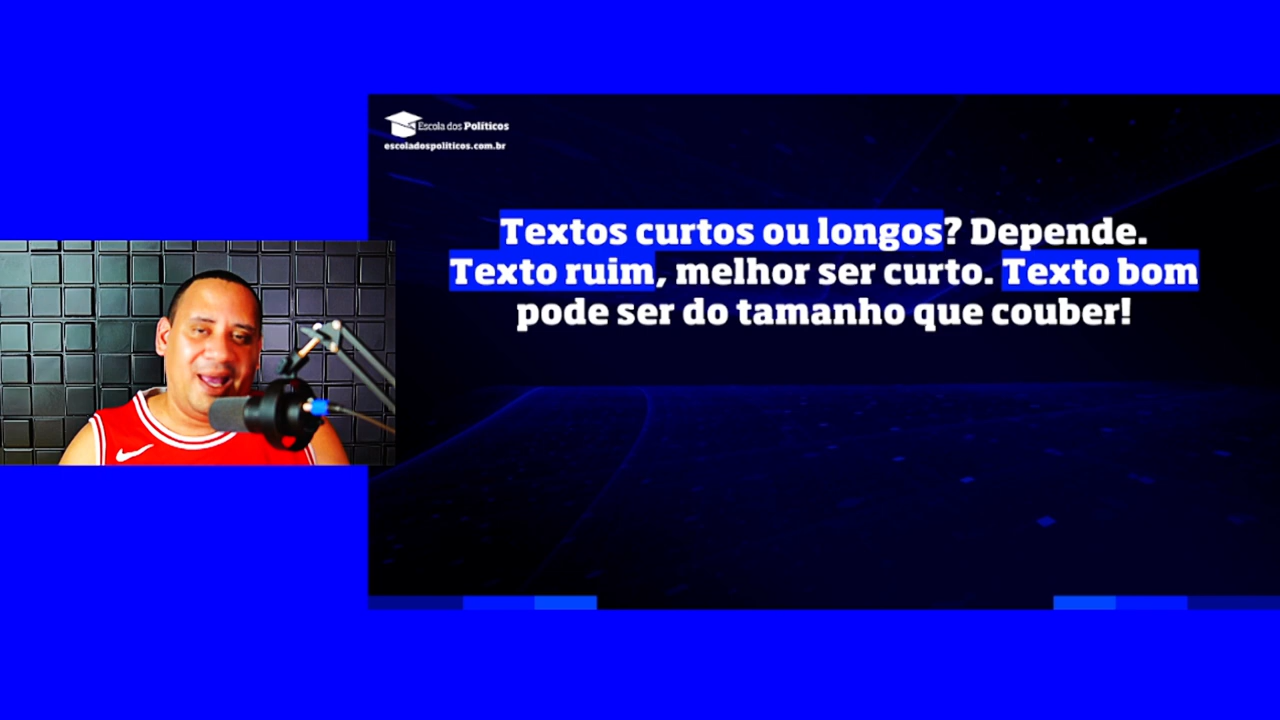 Escola dos Políticos
escoladospoliticos.com.br
Textos curtos ou longos? Depende.
Texto ruim, melhor ser curto. Texto bom
pode ser do tamanho que couber!